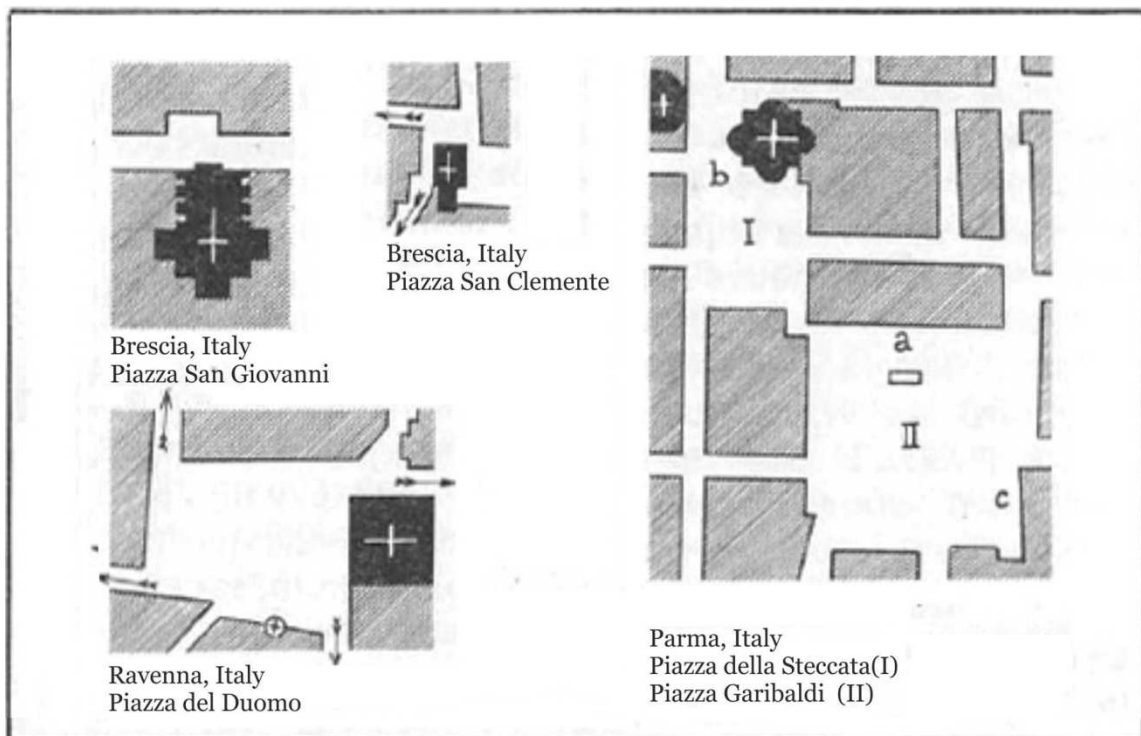 Brescia, Italy
Piazza San Giovanni
Brescia, Italy
Piazza San Clemente
Ravenna, Italy
Piazza del Duomo
b
I
a
II
c
Parma, Italy
Piazza della Steccata(I)
Piazza Garibaldi (II)